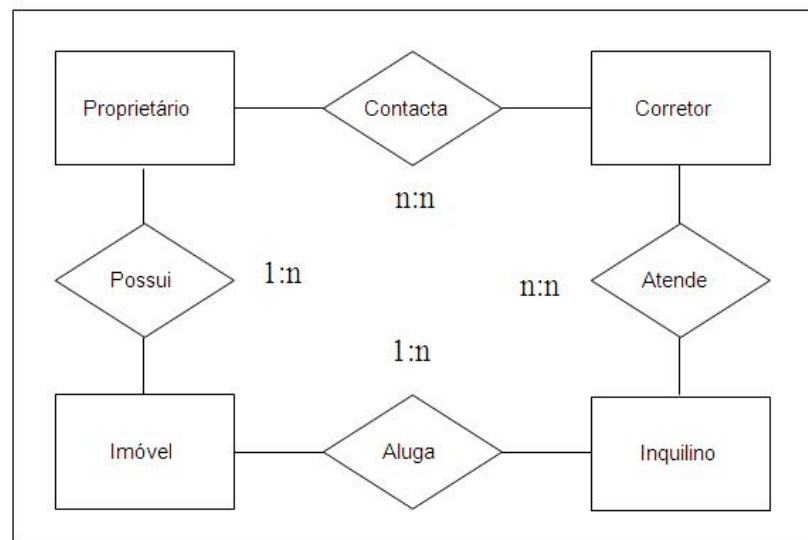 Proprietário
Contacta
Corretor
n:n
Possui
1:n
n:n
Atende
1:n
Imóvel
Aluga
Inquilino